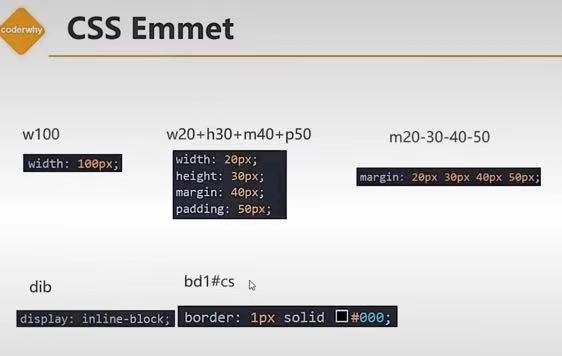 coderwhy
CSS Emmet
w100
width: 100px;
w20+h30+m40+p50
width: 20px;
height: 30px;
margin: 40px;
padding: 50px;
m20-30-40-50
margin: 20px 30px 40px 50px;
dib
display: inline-block;
bd1#cs
border: 1px solid #000;